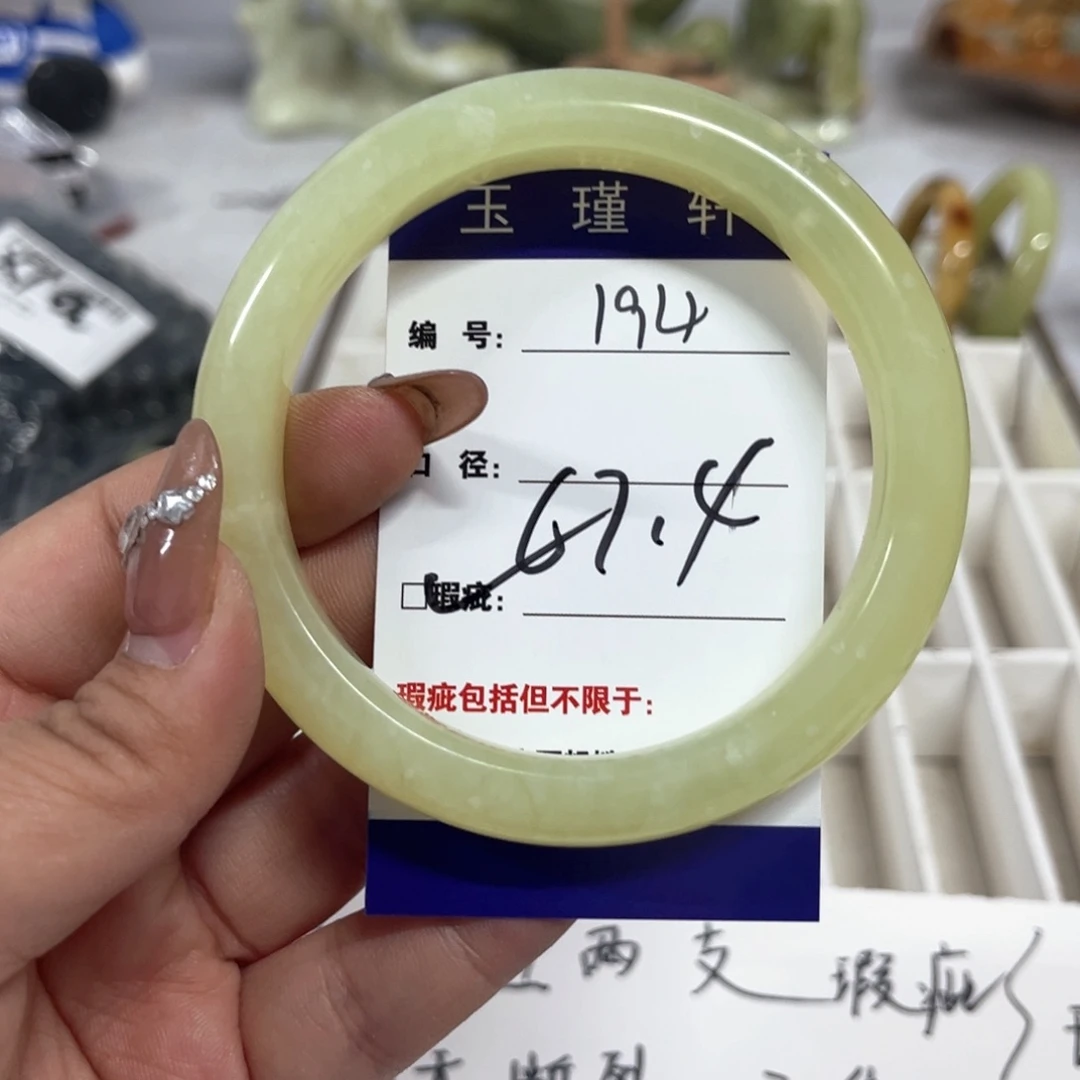 玉瑾轩
编号: 194
口径: 67.4
□瑕疵:
瑕疵包括但不限于:
两支瑕疵
断裂